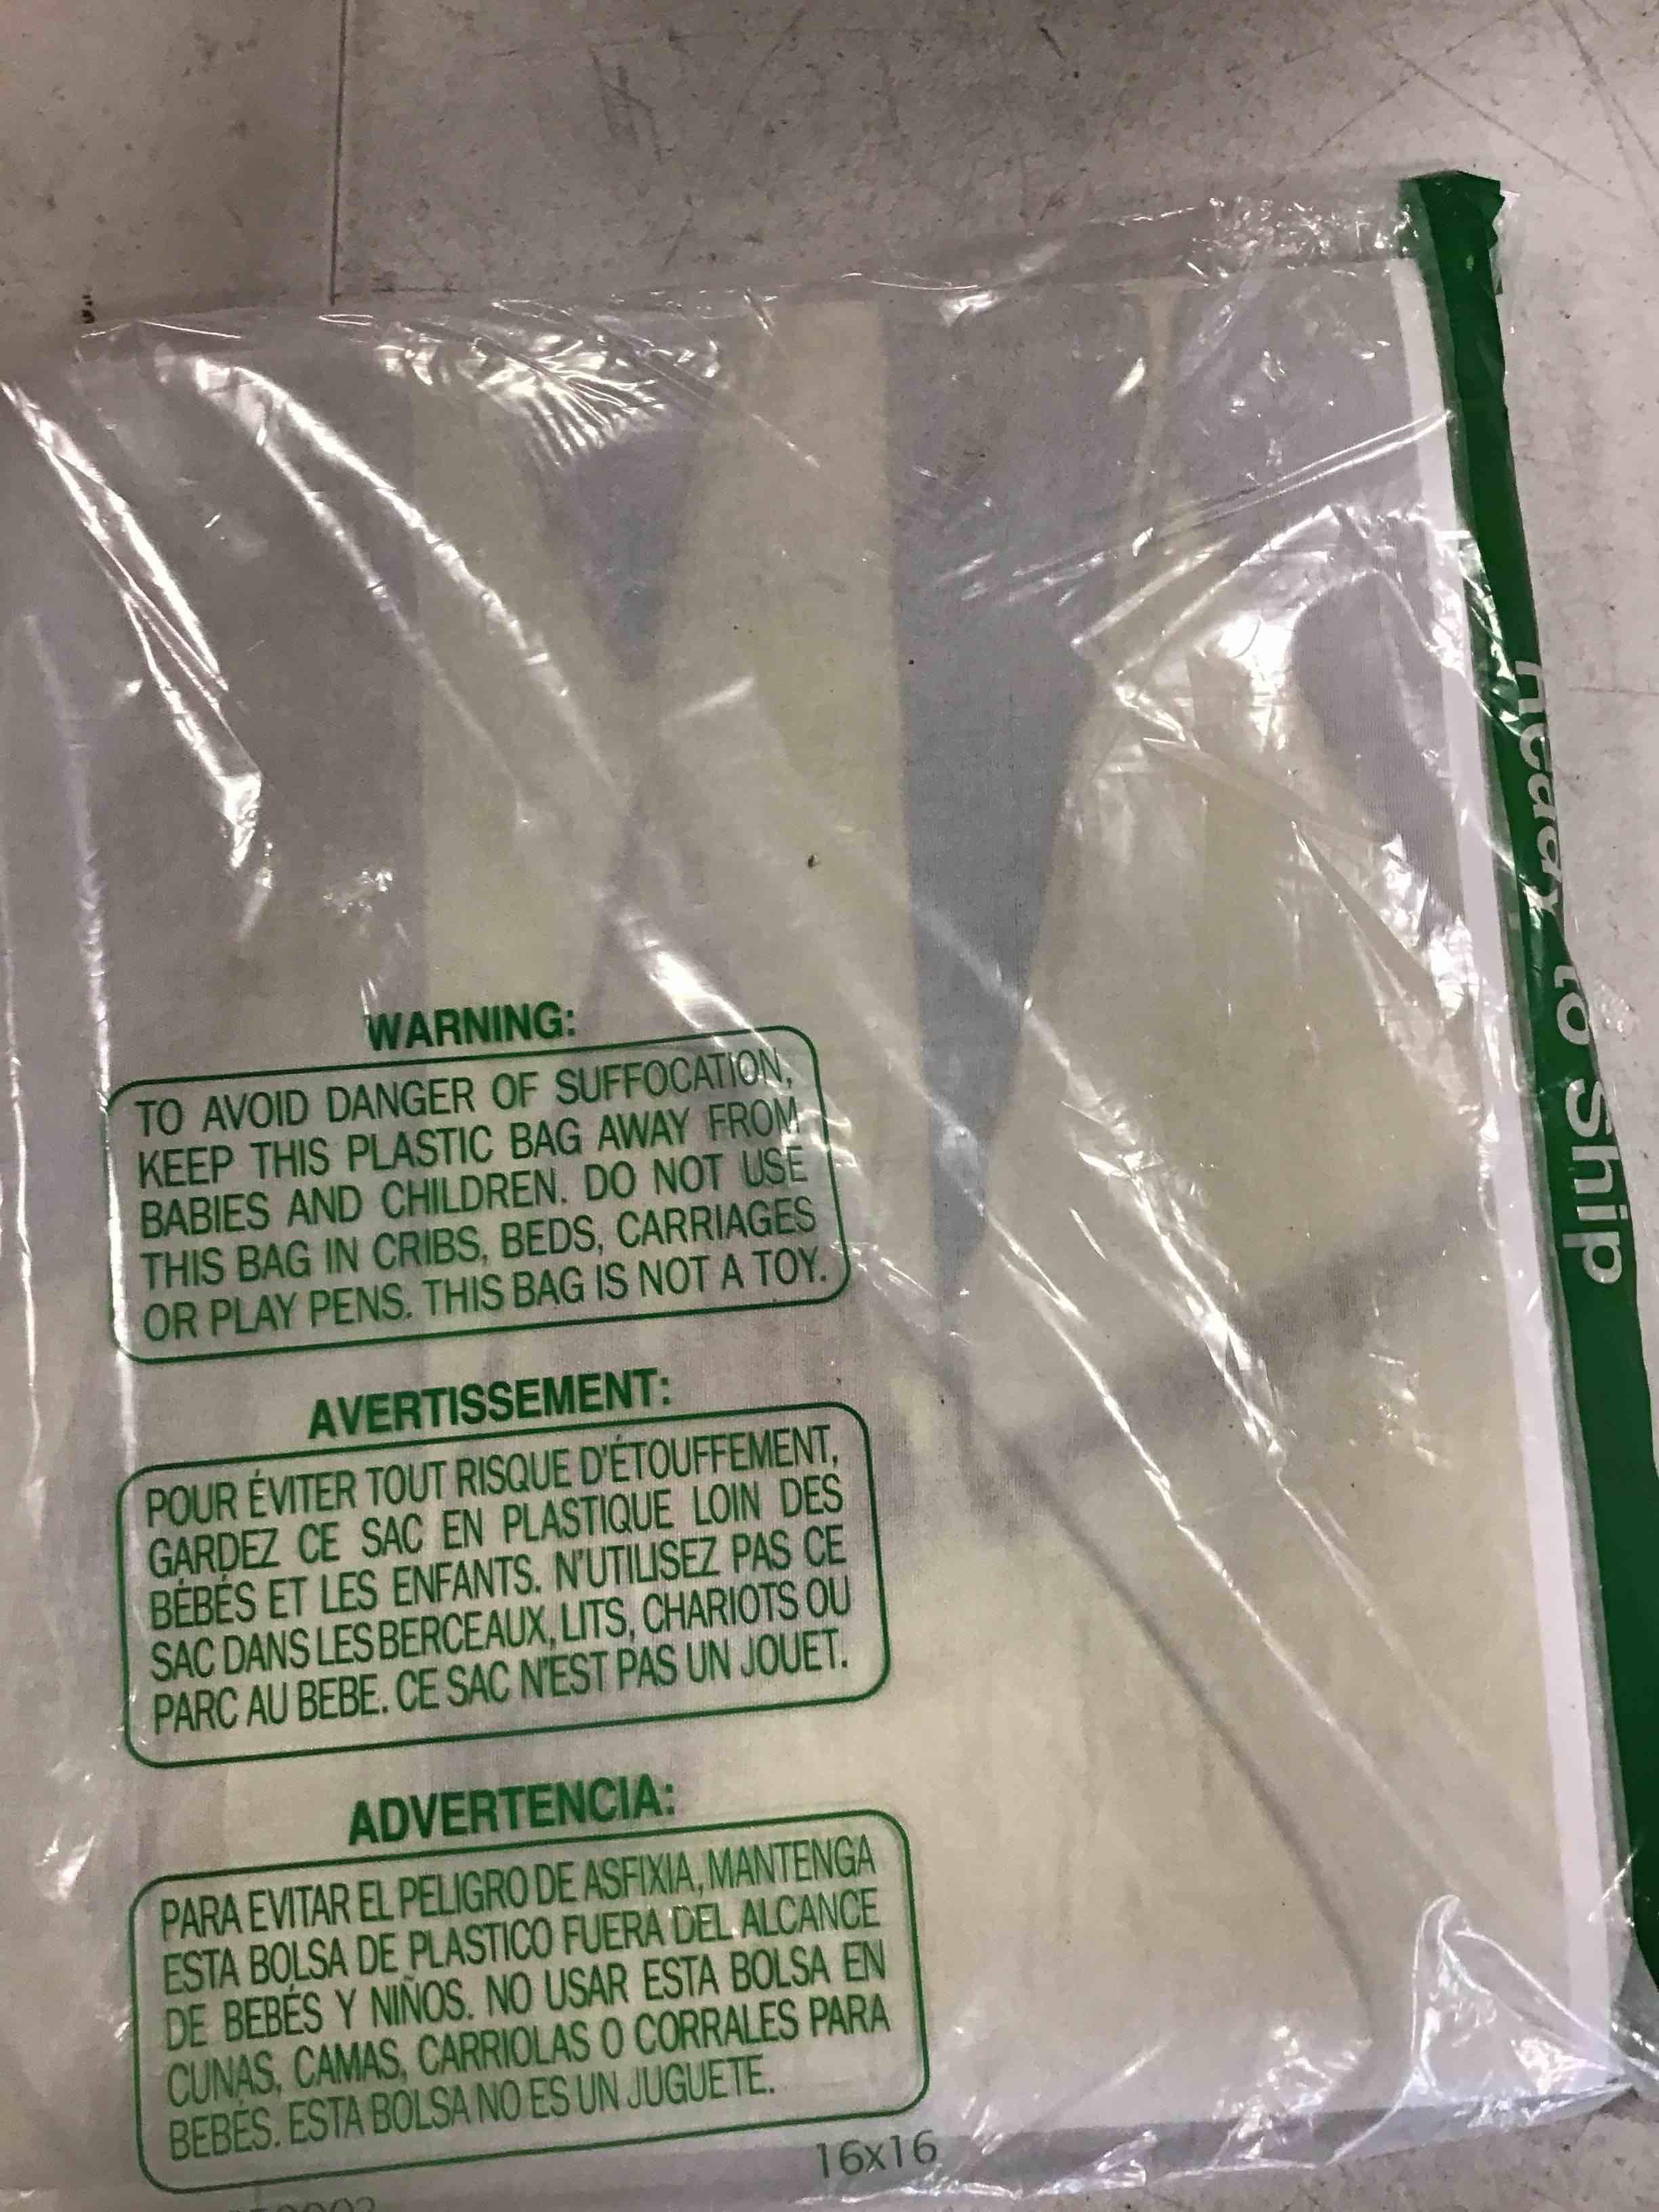 WARNING:
TO AVOID DANGER OF SUFFOCATION,
KEEP THIS PLASTIC BAG AWAY FROM
BABIES AND CHILDREN. DO NOT USE
THIS BAG IN CRIBS, BEDS, CARRIAGES
OR PLAY PENS. THIS BAG IS NOT A TOY.
AVERTISSEMENT:
POUR ÉVITER TOUT RISQUE D'ÉTOUFFEMENT,
GARDEZ CE SAC EN PLASTIQUE LOIN DES
BÉBÉS ET LES ENFANTS. N'UTILISEZ PAS CE
SAC DANS LES BERCEAUX, LITS, CHARIOTS OU
PARC AU BEBE. CE SAC N'EST PAS UN JOUET.
ADVERTENCIA:
PARA EVITAR EL PELIGRO DE ASFIXIA, MANTENGA
ESTA BOLSA DE PLASTICO FUERA DEL ALCANCE
DE BEBÉS Y NIÑOS. NO USAR ESTA BOLSA EN
CUNAS, CAMAS, CARRIOLAS O CORRALES PARA
BEBÉS. ESTA BOLSA NO ES UN JUGUETE.
16x16
Ready to Ship